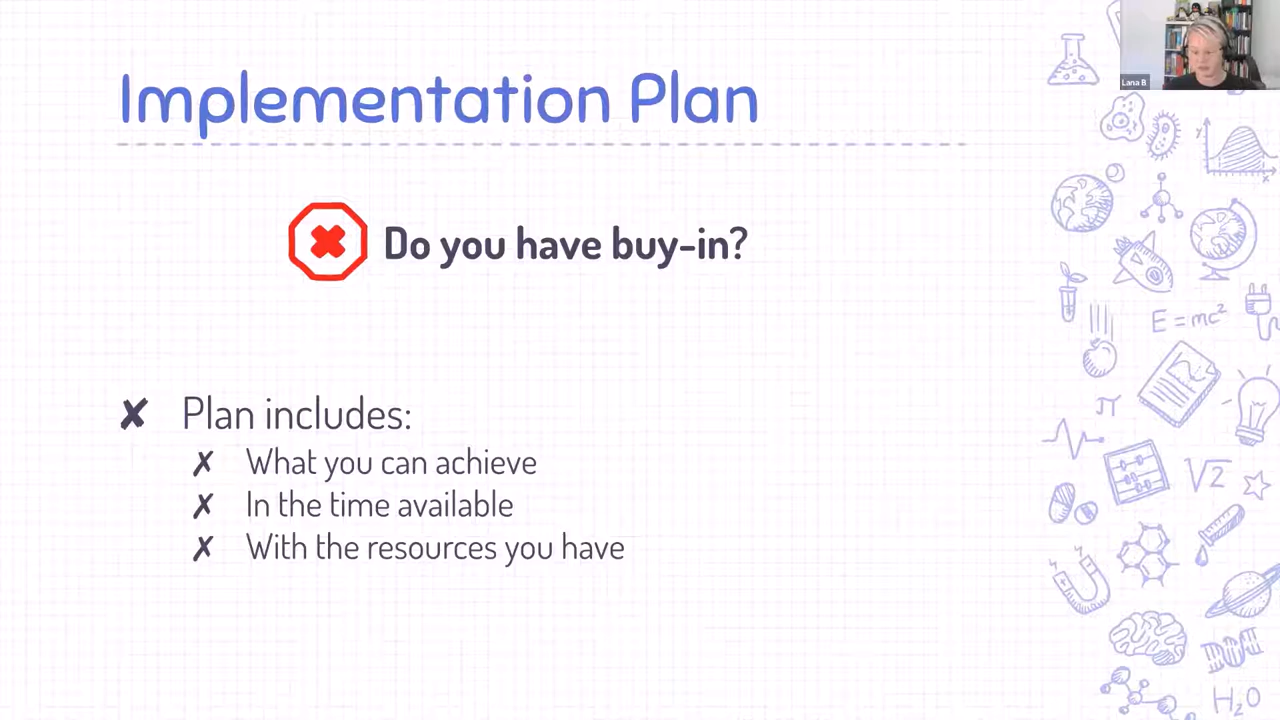 Implementation Plan
Lana B
Do you have buy-in?
Plan includes:
What you can achieve
In the time available
With the resources you have
y
x
E = mc²
π
√2
H₂O